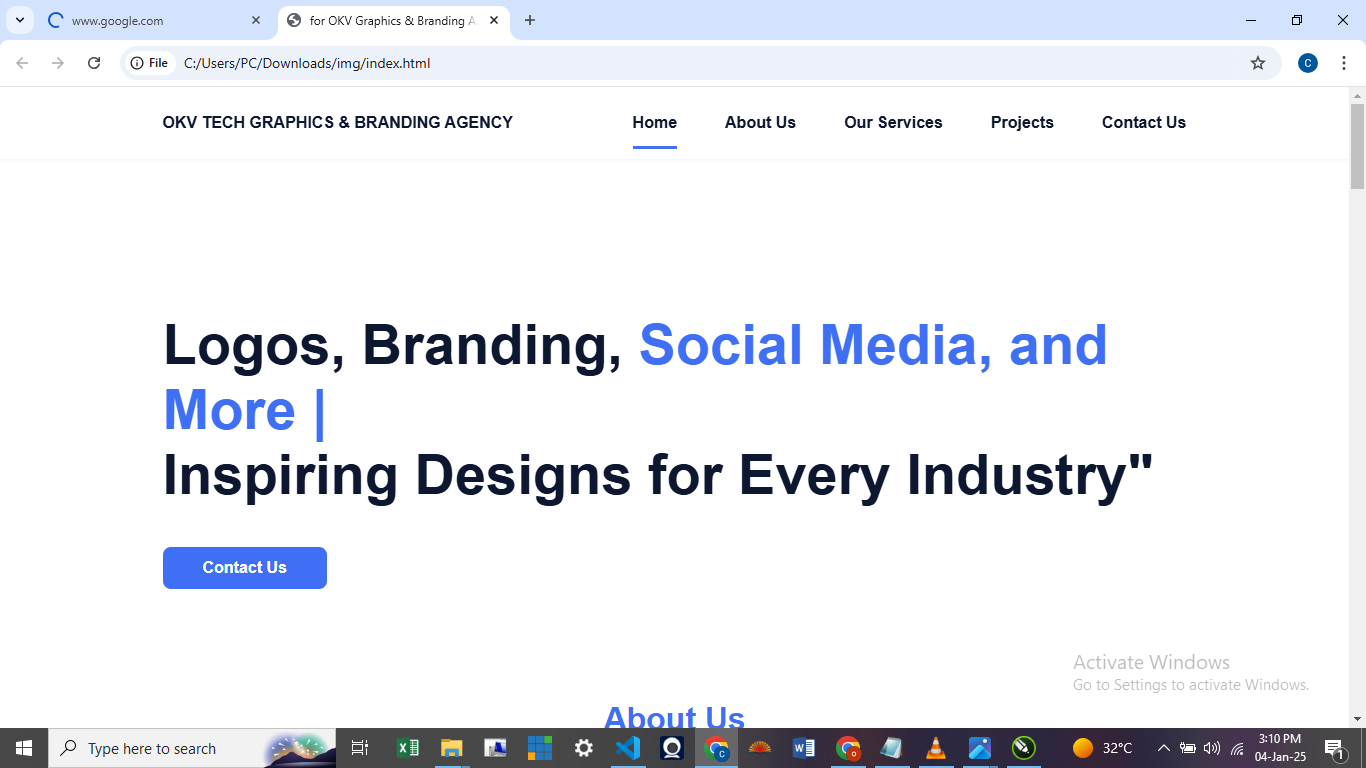 www.google.com
for OKV Graphics & Branding A
File
C:/Users/PC/Downloads/img/index.html
C
OKV TECH GRAPHICS & BRANDING AGENCY
Home
About Us
Our Services
Projects
Contact Us
Logos, Branding, Social Media, and
More |
Inspiring Designs for Every Industry"
Contact Us
Activate Windows
Go to Settings to activate Windows.
About Us
Type here to search
32°C
3:10 PM
04-Jan-25
1